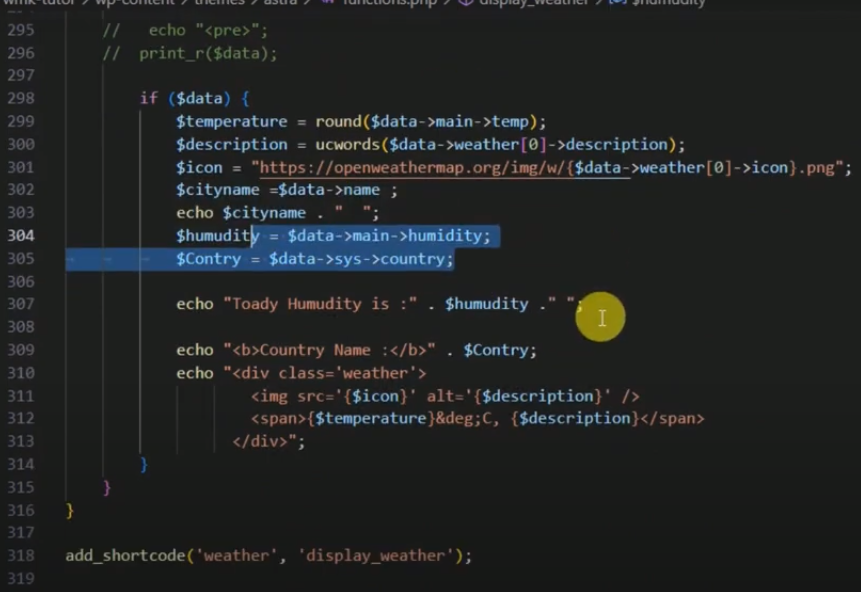 wmk-tutor > wp-content > themes > astra > functions.php > display_weather > $humudity
295 // echo "<pre>";
296 // print_r($data);
297
298 if ($data) {
299 $temperature = round($data->main->temp);
300 $description = ucwords($data->weather[0]->description);
301 $icon = "https://openweathermap.org/img/w/{$data->weather[0]->icon}.png";
302 $cityname =$data->name ;
303 echo $cityname . "  ";
304 $humudity = $data->main->humidity;
305 $Contry = $data->sys->country;
306
307 echo "Toady Humudity is :" . $humudity ." ";
308
309 echo "<b>Country Name :</b>" . $Contry;
310 echo "<div class='weather'>
311 <img src='{$icon}' alt='{$description}' />
312 <span>{$temperature}&deg;C, {$description}</span>
313 </div>";
314 }
315 }
316 }
317
318 add_shortcode('weather', 'display_weather');
319